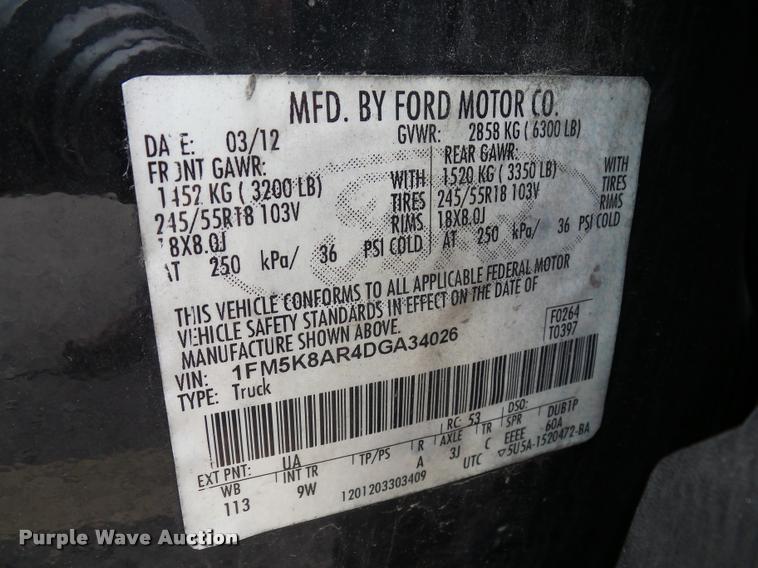 MFD. BY FORD MOTOR CO.
DATE: 03/12 GVWR: 2858 KG ( 6300 LB)
FRONT GAWR: REAR GAWR:
1452 KG ( 3200 LB) WITH 1520 KG ( 3350 LB) WITH
245/55R18 103V TIRES 245/55R18 103V TIRES
18X8.0J RIMS 18X8.0J RIMS
AT 250 kPa/ 36 PSI COLD AT 250 kPa/ 36 PSI COLD
THIS VEHICLE CONFORMS TO ALL APPLICABLE FEDERAL MOTOR
VEHICLE SAFETY STANDARDS IN EFFECT ON THE DATE OF
MANUFACTURE SHOWN ABOVE.
F0264
T0397
VIN: 1FM5K8AR4DGA34026
TYPE: Truck
EXT PNT: UA RC: 53 DSO:
WB INT TR TP/PS R AXLE TR SPR DUB1P
113 9W A 3J C EEEE 60A
1201203303409 UTC ▽5U5A-1520472-BA
Purple Wave Auction